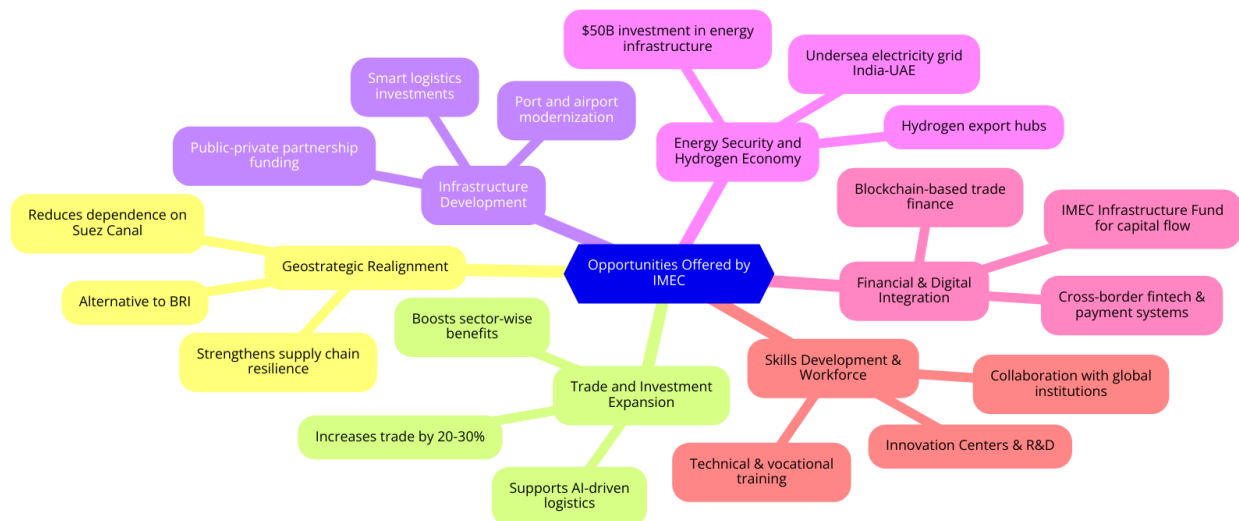 Opportunities Offered by
IMEC
Energy Security and
Hydrogen Economy
$50B investment in energy
infrastructure
Undersea electricity grid
India-UAE
Hydrogen export hubs
Financial & Digital
Integration
Blockchain-based trade
finance
IMEC Infrastructure Fund
for capital flow
Cross-border fintech &
payment systems
Skills Development &
Workforce
Collaboration with global
institutions
Innovation Centers & R&D
Technical & vocational
training
Trade and Investment
Expansion
Boosts sector-wise
benefits
Increases trade by 20-30%
Supports AI-driven
logistics
Geostrategic Realignment
Reduces dependence on
Suez Canal
Alternative to BRI
Strengthens supply chain
resilience
Infrastructure
Development
Public-private partnership
funding
Smart logistics
investments
Port and airport
modernization